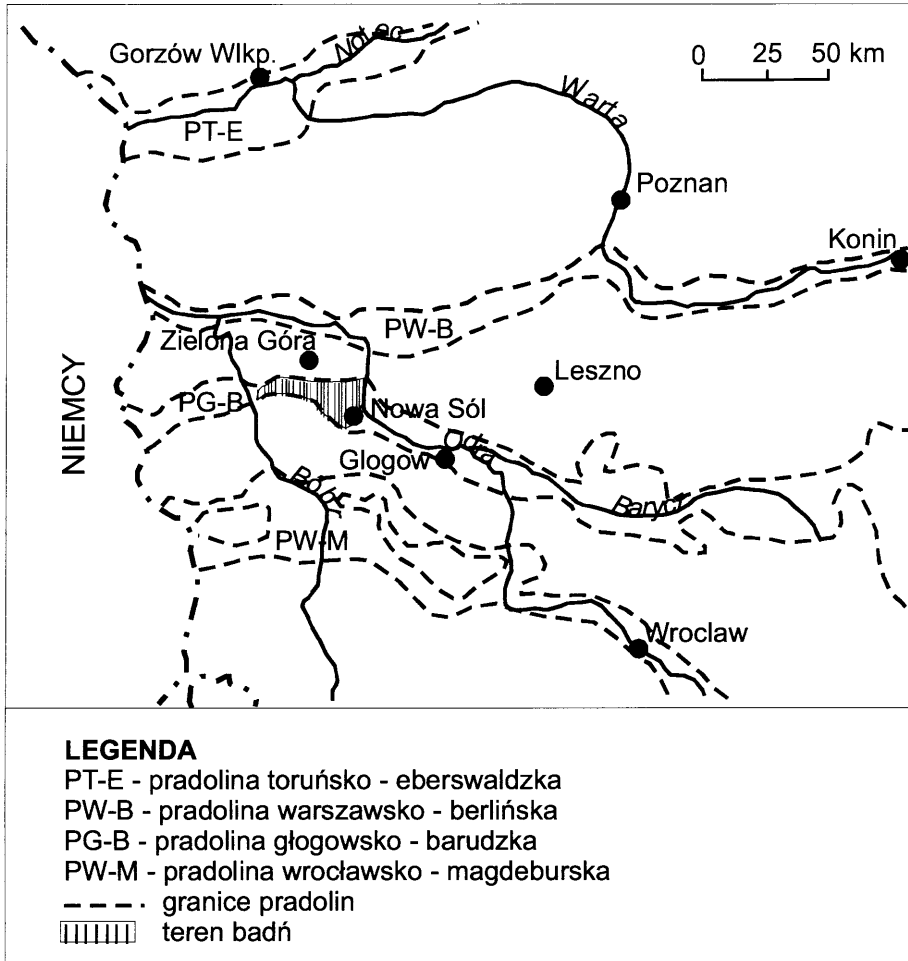 Gorzów Wlkp.
Noteć
0 25 50 km
PT-E
Warta
Poznan
Konin
PW-B
Zielona Góra
Leszno
NIEMCY
PG-B
Nowa Sól
Odra
Glogow
Bóbr
Barycz
PW-M
Wroclaw
LEGENDA
PT-E - pradolina toruńsko - eberswaldzka
PW-B - pradolina warszawsko - berlińska
PG-B - pradolina głogowsko - barudzka
PW-M - pradolina wrocławsko - magdeburska
granice pradolin
teren badń